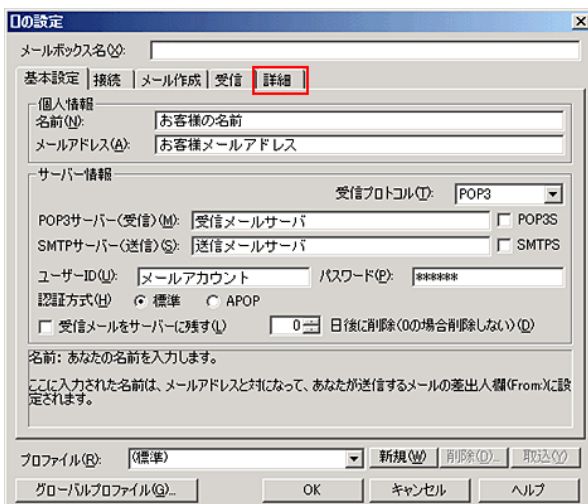 口の設定
メールボックス名(X):
基本設定 接続 メール作成 受信 詳細
個人情報
名前(N): お客様の名前
メールアドレス(A): お客様メールアドレス
サーバー情報
受信プロトコル(T): POP3
POP3サーバー(受信)(M): 受信メールサーバ POP3S
SMTPサーバー(送信)(S): 送信メールサーバ SMTPS
ユーザーID(U): メールアカウント パスワード(P): ******
認証方式(H) 標準 APOP
受信メールをサーバーに残す(L) 0 日後に削除(0の場合削除しない)(D)
名前: あなたの名前を入力します。
ここに入力された名前は、メールアドレスと対になって、あなたが送信するメールの差出人欄(From:)に設
定されます。
プロファイル(R): (標準) 新規(W) 削除(D)... 取込(Y)
グローバルプロファイル(G)... OK キャンセル ヘルプ